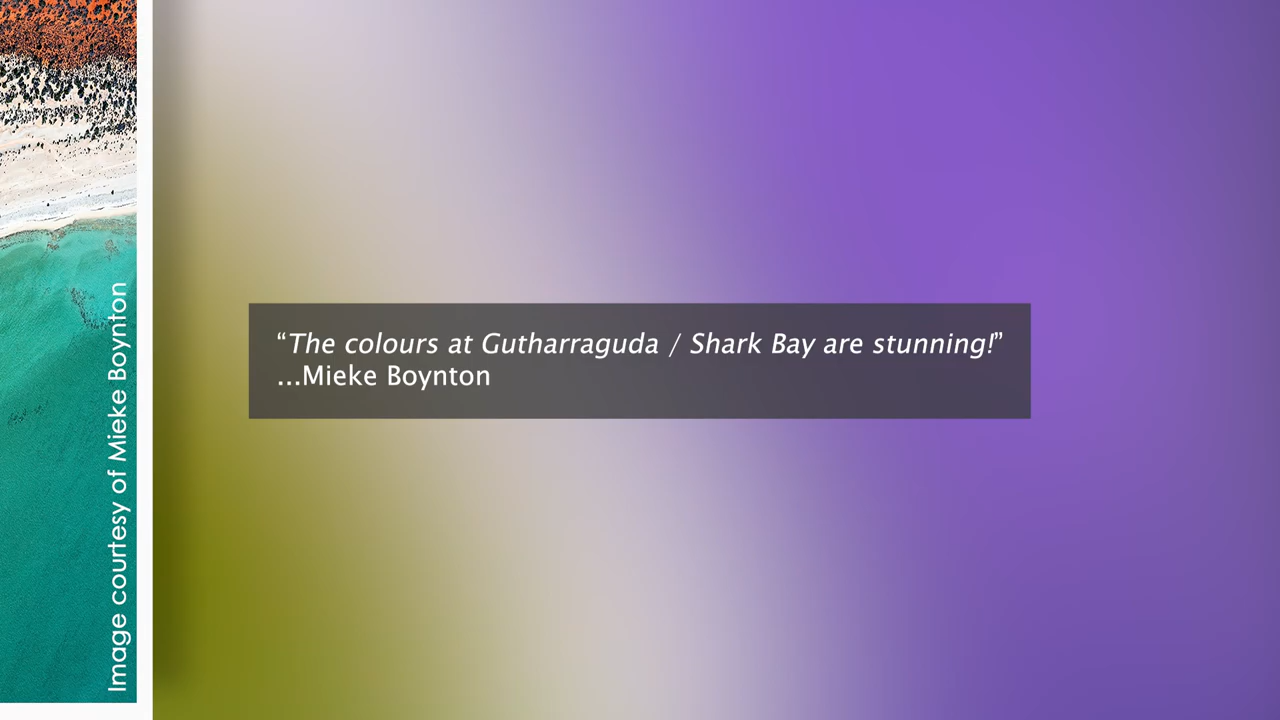 Image courtesy of Mieke Boynton
“The colours at Gutharraguda / Shark Bay are stunning!”
...Mieke Boynton